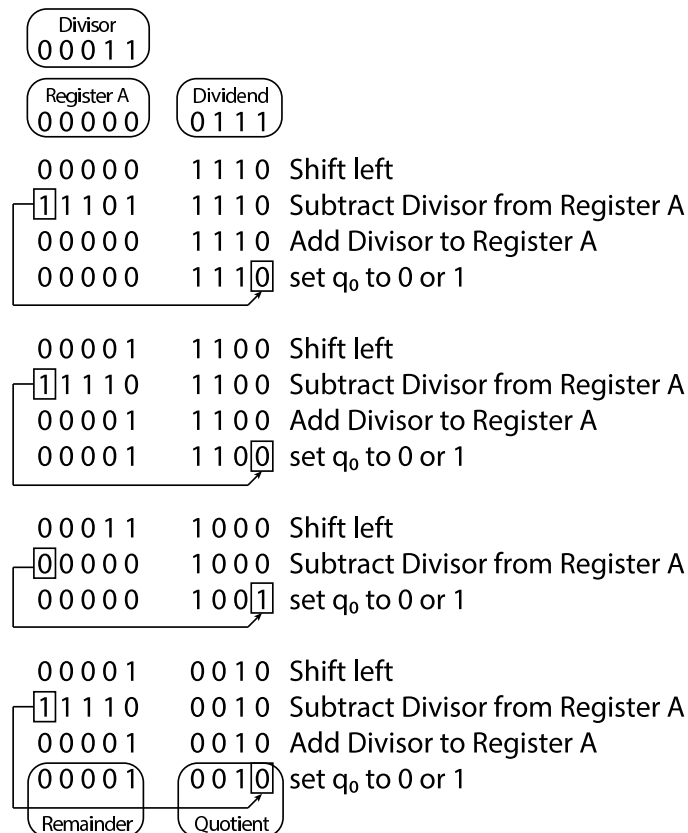 Divisor
0 0 0 1 1
Register A Dividend
0 0 0 0 0 0 1 1 1
0 0 0 0 0 1 1 1 0 Shift left
1 1 1 0 1 1 1 1 0 Subtract Divisor from Register A
0 0 0 0 0 1 1 1 0 Add Divisor to Register A
0 0 0 0 0 1 1 1 0 set q₀ to 0 or 1
0 0 0 0 1 1 1 0 0 Shift left
1 1 1 1 0 1 1 0 0 Subtract Divisor from Register A
0 0 0 0 1 1 1 0 0 Add Divisor to Register A
0 0 0 0 1 1 1 0 0 set q₀ to 0 or 1
0 0 0 1 1 1 0 0 0 Shift left
0 0 0 0 0 1 0 0 0 Subtract Divisor from Register A
0 0 0 0 0 1 0 0 1 set q₀ to 0 or 1
0 0 0 0 1 0 0 1 0 Shift left
1 1 1 1 0 0 0 1 0 Subtract Divisor from Register A
0 0 0 0 1 0 0 1 0 Add Divisor to Register A
0 0 0 0 1 0 0 1 0 set q₀ to 0 or 1
Remainder Quotient